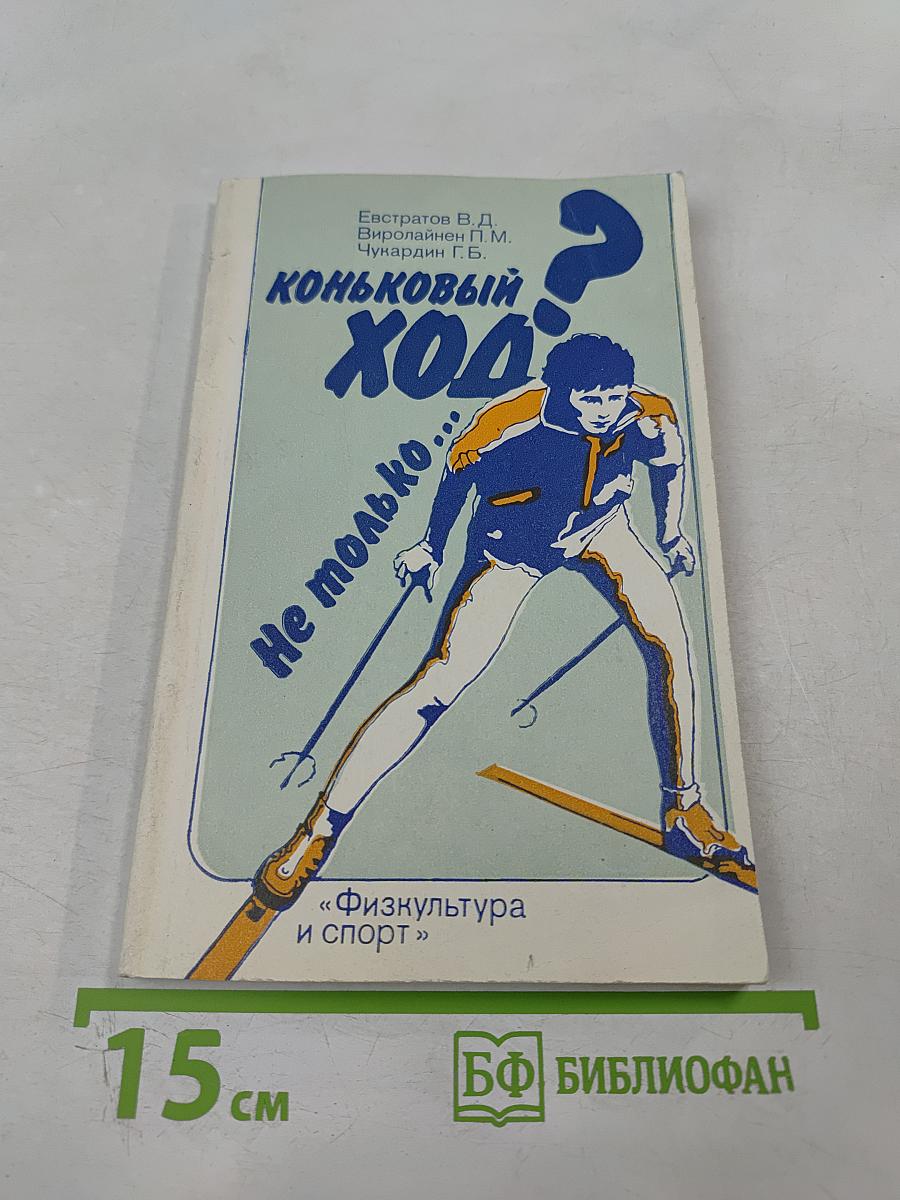 Евстратов В.Д.
Виролайнен П.М.
Чукардин Г.Б.
КОНЬКОВЫЙ
ХОД?
Не только...
«Физкультура
и спорт»
15 см
БФ БИБЛИОФАН